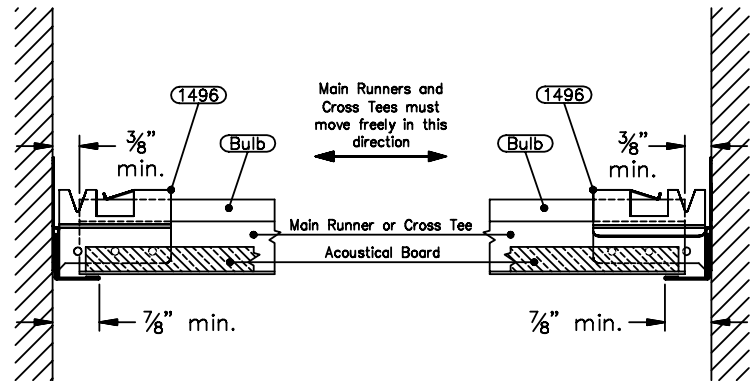 1496
Main Runners and
Cross Tees must
move freely in this
direction
1496
⅜"
min.
Bulb
Bulb
⅜"
min.
Main Runner or Cross Tee
Acoustical Board
⅞" min.
⅞" min.